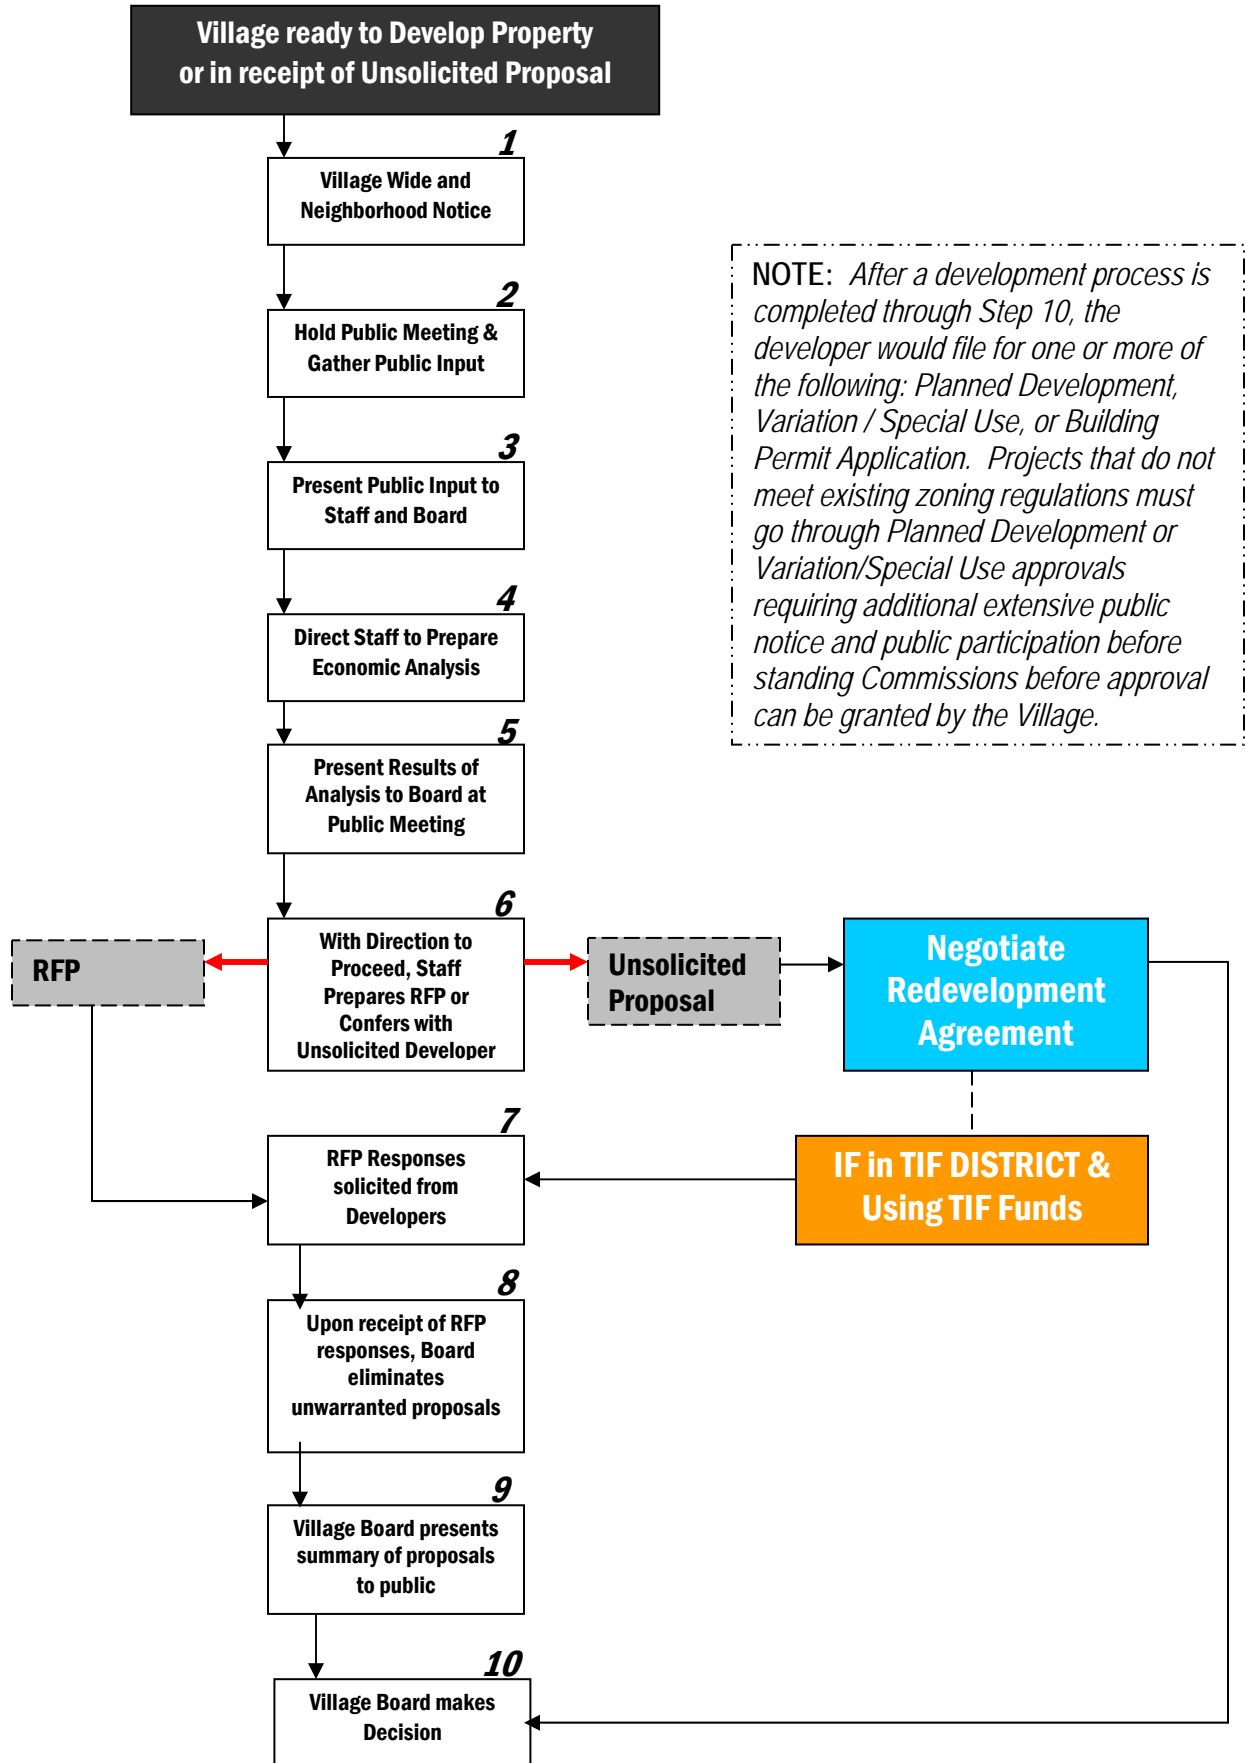 Village ready to Develop Property
or in receipt of Unsolicited Proposal
1
Village Wide and
Neighborhood Notice
2
Hold Public Meeting &
Gather Public Input
3
Present Public Input to
Staff and Board
4
Direct Staff to Prepare
Economic Analysis
5
Present Results of
Analysis to Board at
Public Meeting
NOTE: After a development process is
completed through Step 10, the
developer would file for one or more of
the following: Planned Development,
Variation / Special Use, or Building
Permit Application. Projects that do not
meet existing zoning regulations must
go through Planned Development or
Variation/Special Use approvals
requiring additional extensive public
notice and public participation before
standing Commissions before approval
can be granted by the Village.
6
With Direction to
Proceed, Staff
Prepares RFP or
Confers with
Unsolicited Developer
RFP
Unsolicited
Proposal
Negotiate
Redevelopment
Agreement
IF in TIF DISTRICT &
Using TIF Funds
7
RFP Responses
solicited from
Developers
8
Upon receipt of RFP
responses, Board
eliminates
unwarranted proposals
9
Village Board presents
summary of proposals
to public
10
Village Board makes
Decision